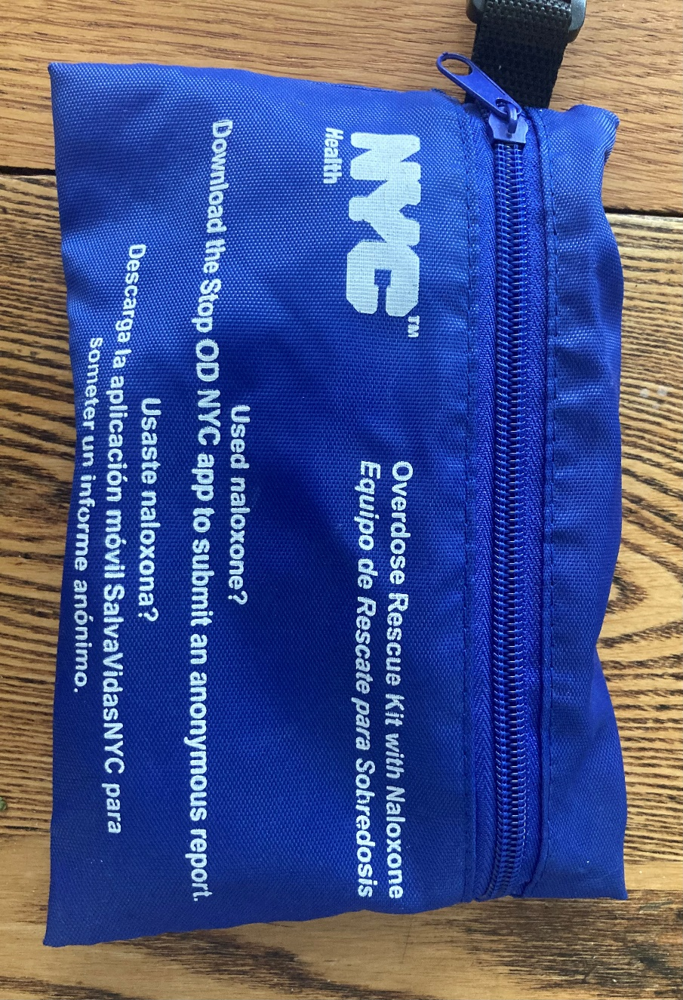 NYC™
Health
Overdose Rescue Kit with Naloxone
Equipo de Rescate para Sobredosis
Used naloxone?
Download the Stop OD NYC app to submit an anonymous report.
Usaste naloxona?
Descarga la aplicación móvil SalvaVidasNYC para
someter un informe anónimo.